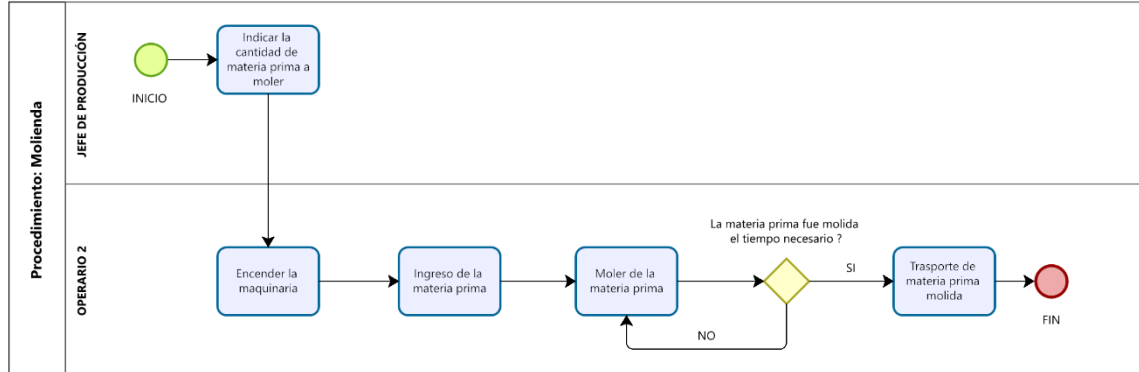 Procedimiento: Molienda
JEFE DE PRODUCCIÓN
INICIO
Indicar la
cantidad de
materia prima a
moler
OPERARIO 2
Encender la
maquinaria
Ingreso de la
materia prima
Moler de la
materia prima
La materia prima fue molida
el tiempo necesario ?
SI
NO
Trasporte de
materia prima
molida
FIN